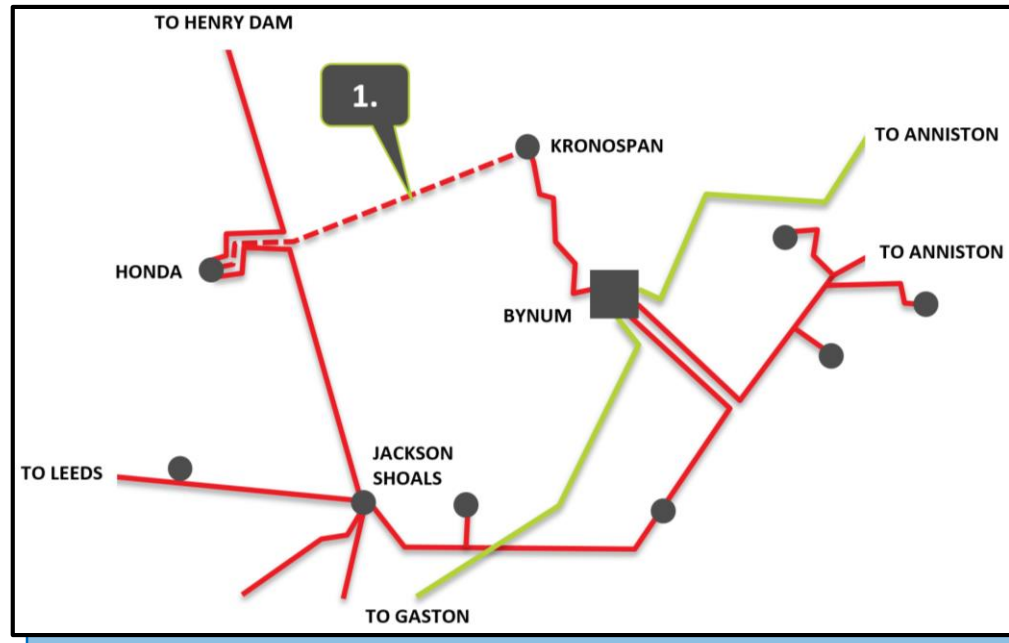 TO HENRY DAM
1.
KRONOSPAN
TO ANNISTON
TO ANNISTON
HONDA
BYNUM
JACKSON
SHOALS
TO LEEDS
TO GASTON